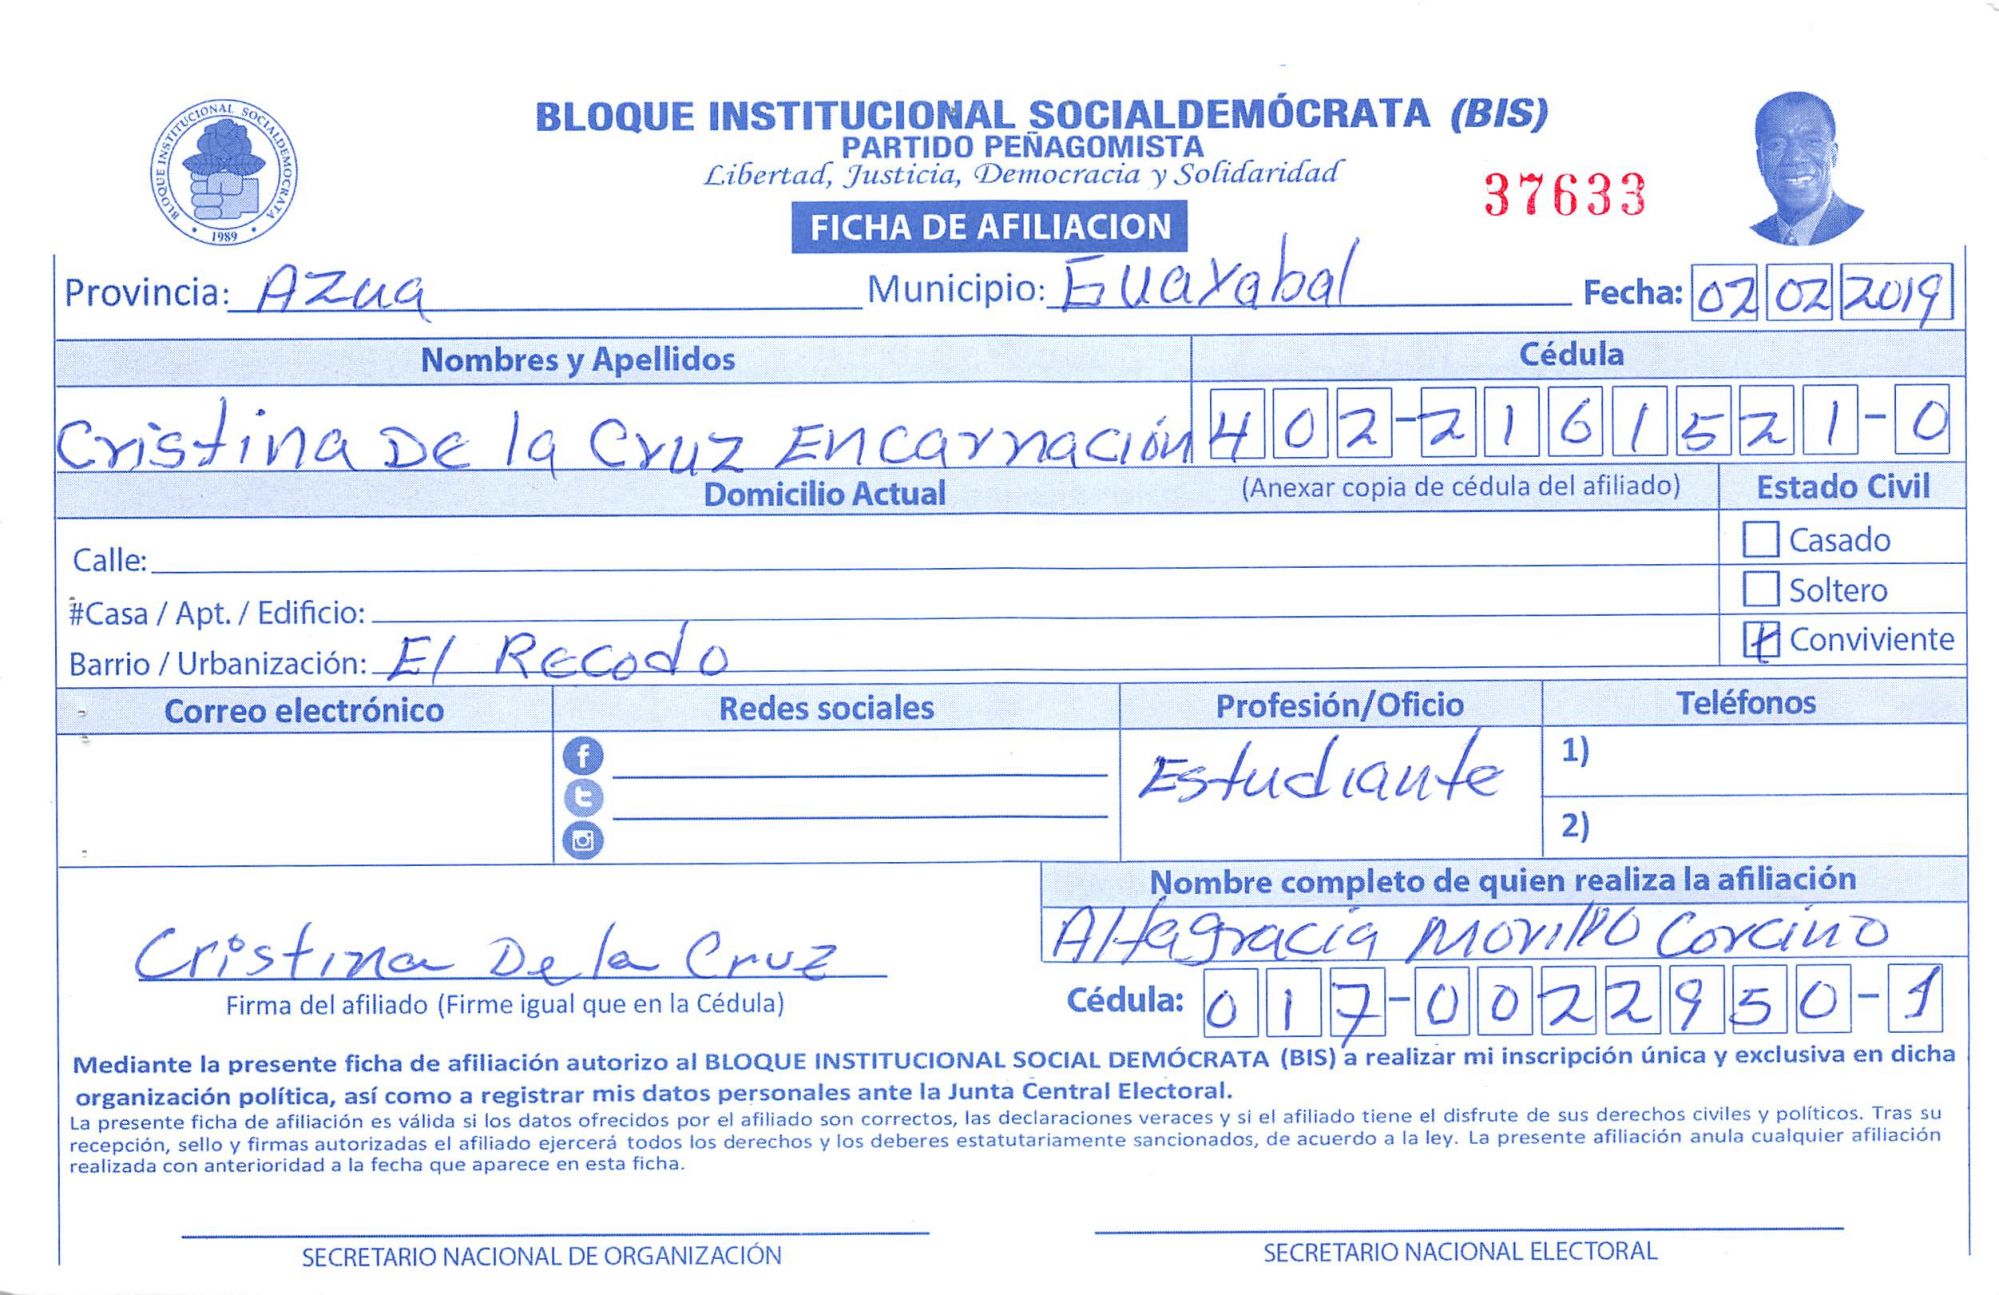 BLOQUE INSTITUCIONAL SOCIALDEMOCRATA
1989
BLOQUE INSTITUCIONAL SOCIALDEMÓCRATA (BIS)
PARTIDO PEÑAGOMISTA
Libertad, Justicia, Democracia y Solidaridad
37633
FICHA DE AFILIACION
Provincia: Azua Municipio: Guayabal Fecha: 02 02 2019
Nombres y Apellidos Cédula
Cristina De la Cruz Encarnación 402-2161521-0
Domicilio Actual (Anexar copia de cédula del afiliado) Estado Civil
Calle: Casado
#Casa / Apt. / Edificio: Soltero
Barrio / Urbanización: El Recodo Conviviente
Correo electrónico Redes sociales Profesión/Oficio Teléfonos
Estudiante 1)
2)
Nombre completo de quien realiza la afiliación
Altagracia Morillo Corcino
Cristina De la Cruz
Firma del afiliado (Firme igual que en la Cédula) Cédula: 017-0022950-1
Mediante la presente ficha de afiliación autorizo al BLOQUE INSTITUCIONAL SOCIAL DEMÓCRATA (BIS) a realizar mi inscripción única y exclusiva en dicha
organización política, así como a registrar mis datos personales ante la Junta Central Electoral.
La presente ficha de afiliación es válida si los datos ofrecidos por el afiliado son correctos, las declaraciones veraces y si el afiliado tiene el disfrute de sus derechos civiles y políticos. Tras su
recepción, sello y firmas autorizadas el afiliado ejercerá todos los derechos y los deberes estatutariamente sancionados, de acuerdo a la ley. La presente afiliación anula cualquier afiliación
realizada con anterioridad a la fecha que aparece en esta ficha.
SECRETARIO NACIONAL DE ORGANIZACIÓN SECRETARIO NACIONAL ELECTORAL